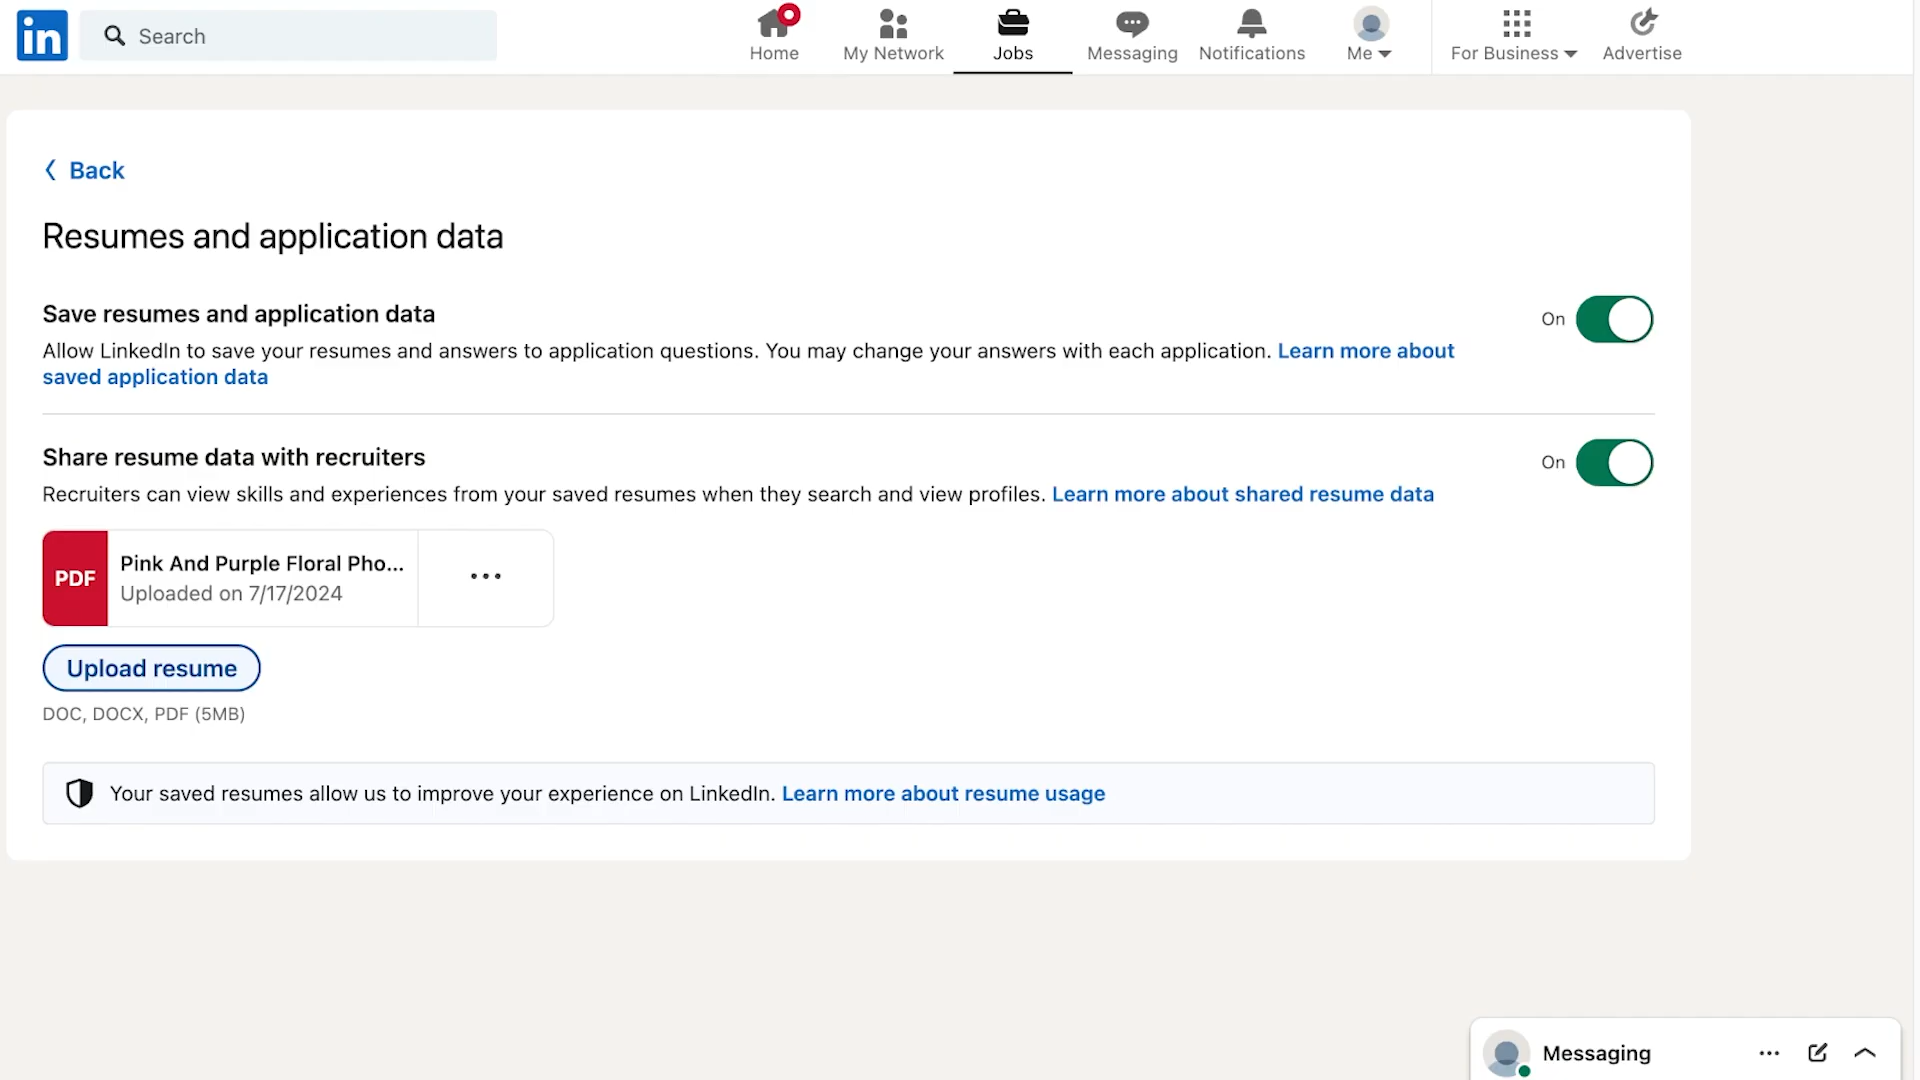 in
Search
Home
My Network
Jobs
Messaging
Notifications
Me
For Business
Advertise
Back
Resumes and application data
Save resumes and application data
On
Allow LinkedIn to save your resumes and answers to application questions. You may change your answers with each application. Learn more about
saved application data
Share resume data with recruiters
On
Recruiters can view skills and experiences from your saved resumes when they search and view profiles. Learn more about shared resume data
PDF
Pink And Purple Floral Pho...
Uploaded on 7/17/2024
Upload resume
DOC, DOCX, PDF (5MB)
Your saved resumes allow us to improve your experience on LinkedIn. Learn more about resume usage
Messaging